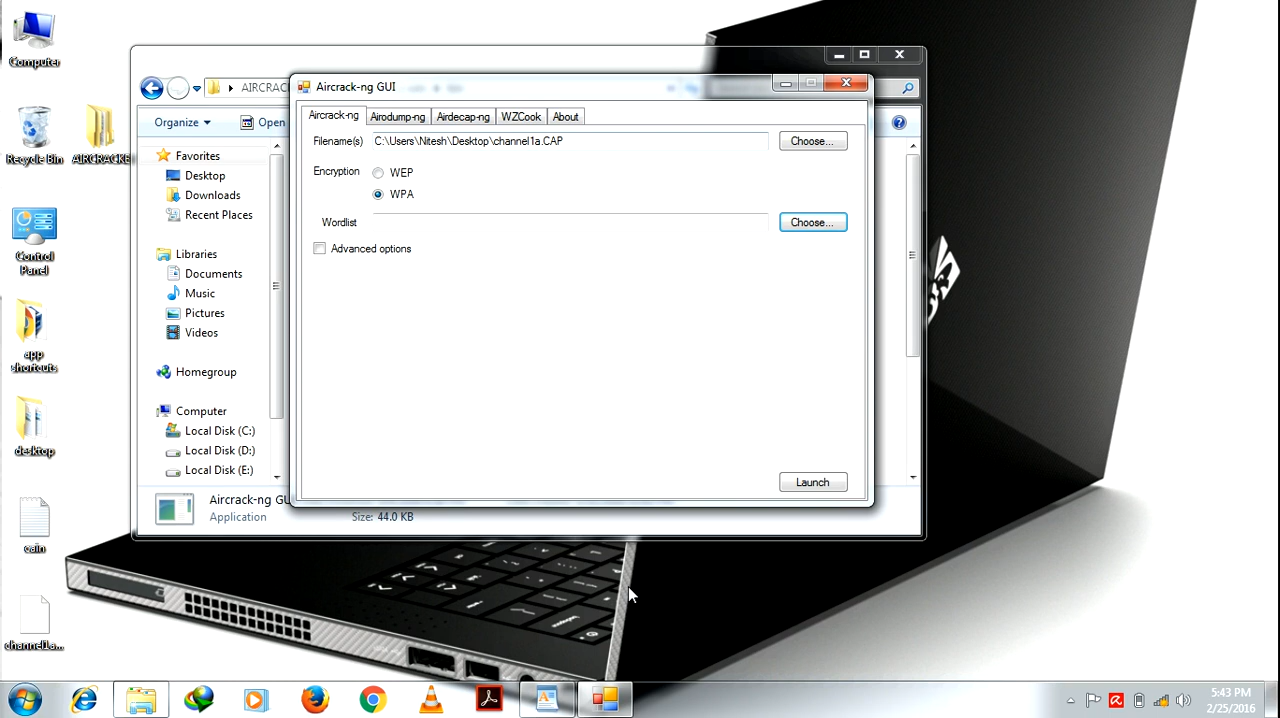 Computer
Recycle Bin
AIRCRACKE
Control
Panel
app
shortcuts
desktop
cain
channel1a...
AIRCRAC
Organize
Open
Favorites
Desktop
Downloads
Recent Places
Libraries
Documents
Music
Pictures
Videos
Homegroup
Computer
Local Disk (C:)
Local Disk (D:)
Local Disk (E:)
Aircrack-ng GU
Application
Size: 44.0 KB
Aircrack-ng GUI
Aircrack-ng
Airodump-ng
Airdecap-ng
WZCook
About
Filename(s)
C:\Users\Nitesh\Desktop\channel1a.CAP
Choose...
Encryption
WEP
WPA
Wordlist
Choose...
Advanced options
Launch
5:43 PM
2/25/2016